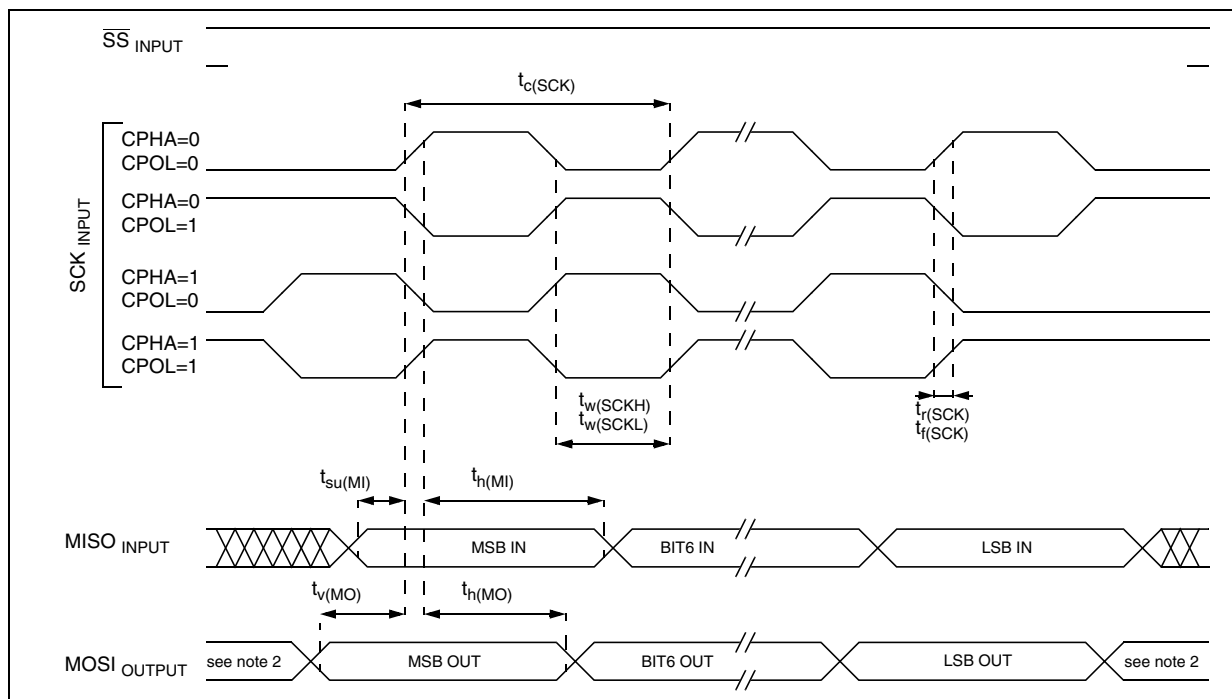 SS INPUT
tc(SCK)
SCK INPUT
CPHA=0
CPOL=0
CPHA=0
CPOL=1
CPHA=1
CPOL=0
CPHA=1
CPOL=1
tw(SCKH)
tw(SCKL)
tr(SCK)
tf(SCK)
tsu(MI)
th(MI)
MISO INPUT
MSB IN
BIT6 IN
LSB IN
tv(MO)
th(MO)
MOSI OUTPUT
see note 2
MSB OUT
BIT6 OUT
LSB OUT
see note 2